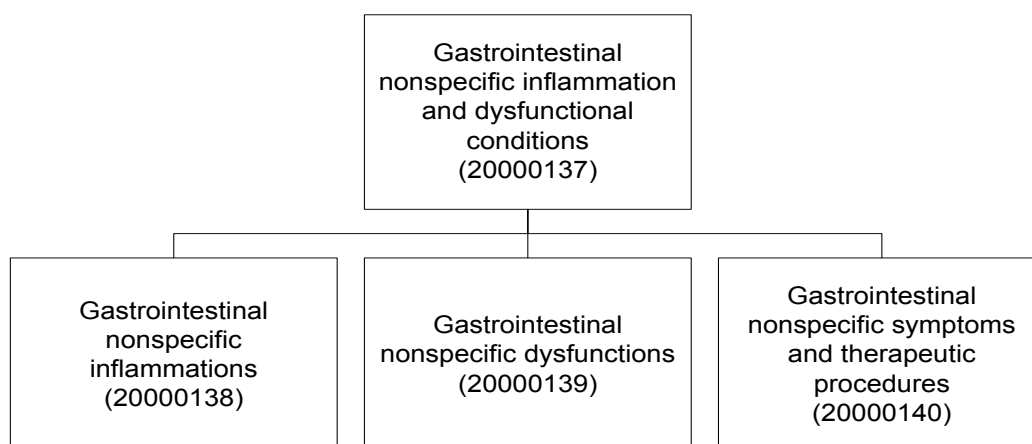 Gastrointestinal
nonspecific inflammation
and dysfunctional
conditions
(20000137)
Gastrointestinal
nonspecific
inflammations
(20000138)
Gastrointestinal
nonspecific dysfunctions
(20000139)
Gastrointestinal
nonspecific symptoms
and therapeutic
procedures
(20000140)